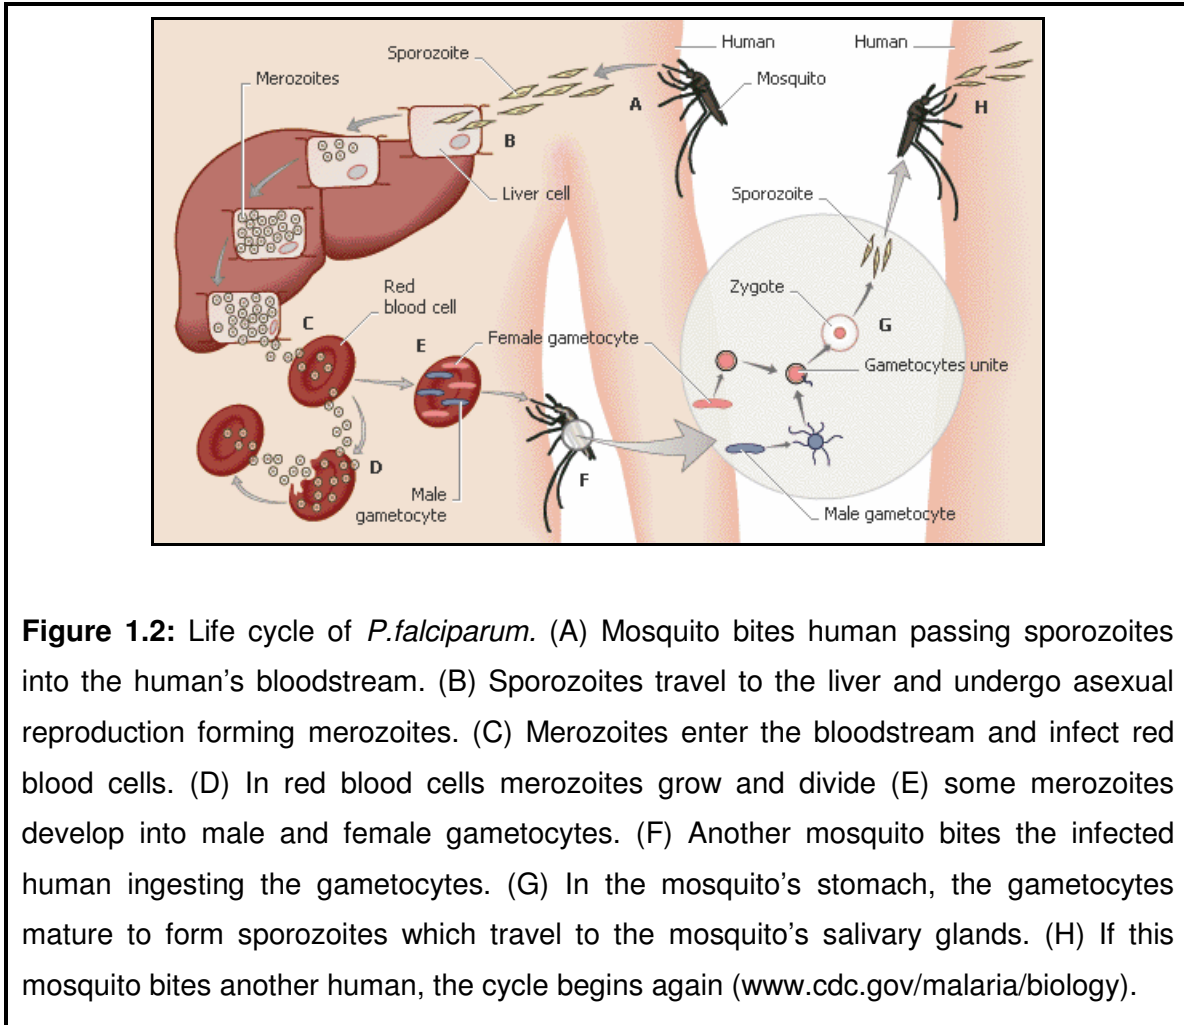 Human
Human
Sporozoite
Merozoites
Mosquito
A
H
B
Liver cell
Sporozoite
Red
blood cell
Zygote
C
G
E
Female gametocyte
Gametocytes unite
D
F
Male
gametocyte
Male gametocyte
Figure 1.2: Life cycle of P.falciparum. (A) Mosquito bites human passing sporozoites
into the human's bloodstream. (B) Sporozoites travel to the liver and undergo asexual
reproduction forming merozoites. (C) Merozoites enter the bloodstream and infect red
blood cells. (D) In red blood cells merozoites grow and divide (E) some merozoites
develop into male and female gametocytes. (F) Another mosquito bites the infected
human ingesting the gametocytes. (G) In the mosquito's stomach, the gametocytes
mature to form sporozoites which travel to the mosquito's salivary glands. (H) If this
mosquito bites another human, the cycle begins again (www.cdc.gov/malaria/biology).